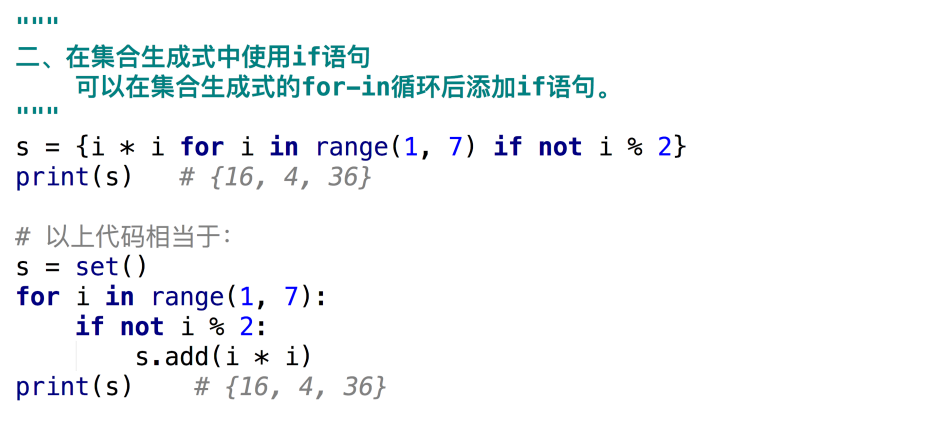 """
二、在集合生成式中使用if语句
    可以在集合生成式的for-in循环后添加if语句。
"""
s = {i * i for i in range(1, 7) if not i % 2}
print(s)   # {16, 4, 36}

# 以上代码相当于：
s = set()
for i in range(1, 7):
    if not i % 2:
        s.add(i * i)
print(s)    # {16, 4, 36}